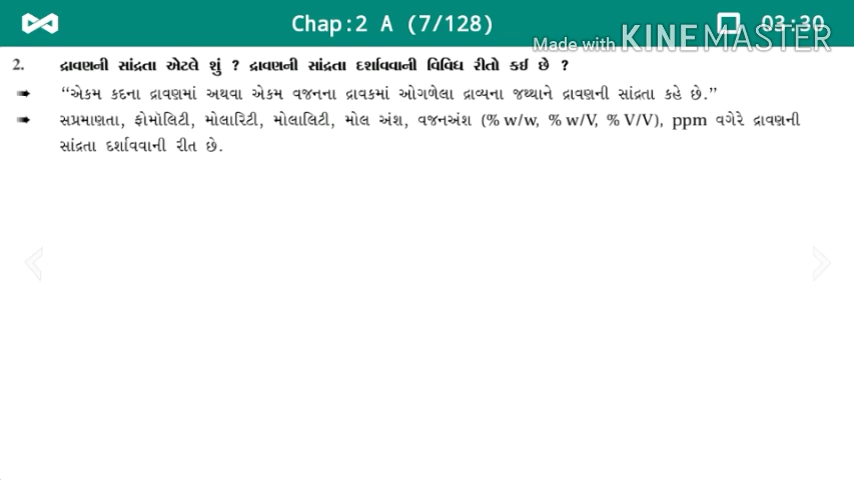 Chap:2 A (7/128)
03:30
Made with KINEMASTER
2. દ્રાવણની સાંદ્રતા એટલે શું ? દ્રાવણની સાંદ્રતા દર્શાવવાની વિવિધ રીતો કઈ છે ?
➡ “એકમ કદના દ્રાવણમાં અથવા એકમ વજનના દ્રાવકમાં ઓગળેલા દ્રાવ્યના જથ્થાને દ્રાવણની સાંદ્રતા કહે છે.”
➡ સપ્રમાણતા, ફોર્મોલિટી, મોલારિટી, મોલાલિટી, મોલ અંશ, વજનઅંશ (% w/w, % w/V, % V/V), ppm વગેરે દ્રાવણની
સાંદ્રતા દર્શાવવાની રીત છે.